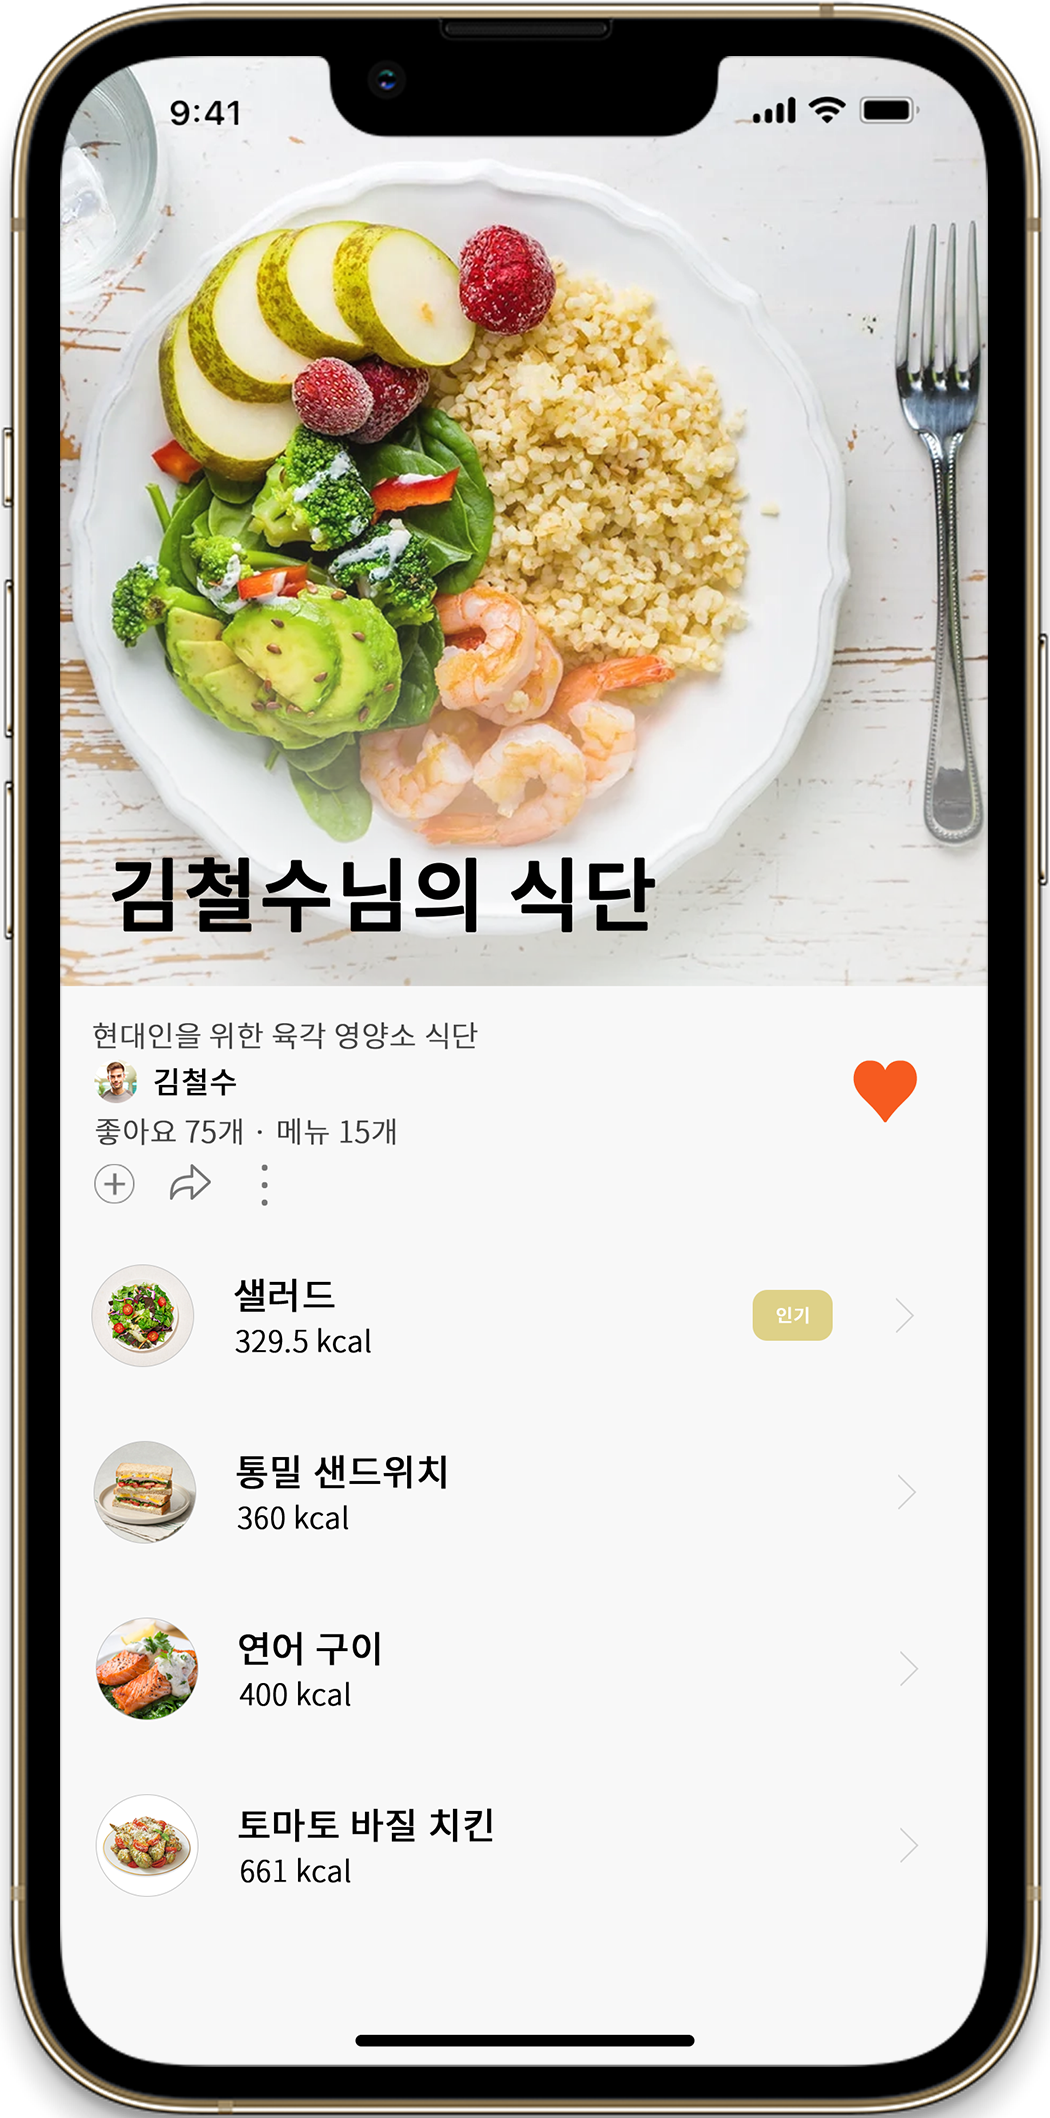 9:41
김철수님의 식단
현대인을 위한 육각 영양소 식단
김철수
좋아요 75개 · 메뉴 15개
샐러드
329.5 kcal
인기
통밀 샌드위치
360 kcal
연어 구이
400 kcal
토마토 바질 치킨
661 kcal